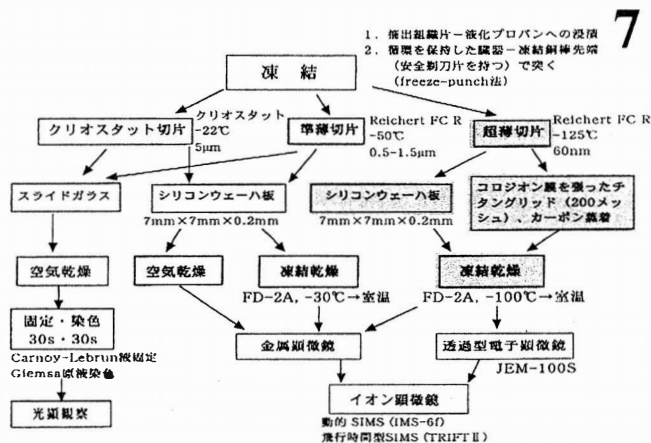 7
1. 摘出組織片－液化プロパンへの浸漬
2. 循環を保持した臓器－凍結銅棒先端
（安全剃刀片を持つ）で突く
(freeze-punch法)
凍 結
クリオスタット切片
クリオスタット
-22℃
5μm
準薄切片
Reichert FC R
-50℃
0.5-1.5μm
超薄切片
Reichert FC R
-125℃
60nm
スライドガラス
シリコンウェーハ板
7mm×7mm×0.2mm
シリコンウェーハ板
7mm×7mm×0.2mm
コロジオン膜を張ったチ
タングリッド（200メッ
シュ）、カーボン蒸着
空気乾燥
空気乾燥
凍結乾燥
FD-2A, -30℃→室温
凍結乾燥
FD-2A, -100℃→室温
固定・染色
30s・30s
Carnoy-Lebrun液固定
Giemsa原液染色
金属顕微鏡
透過型電子顕微鏡
JEM-100S
光顕観察
イオン顕微鏡
動的 SIMS (IMS-6f)
飛行時間型SIMS (TRIFTⅡ)